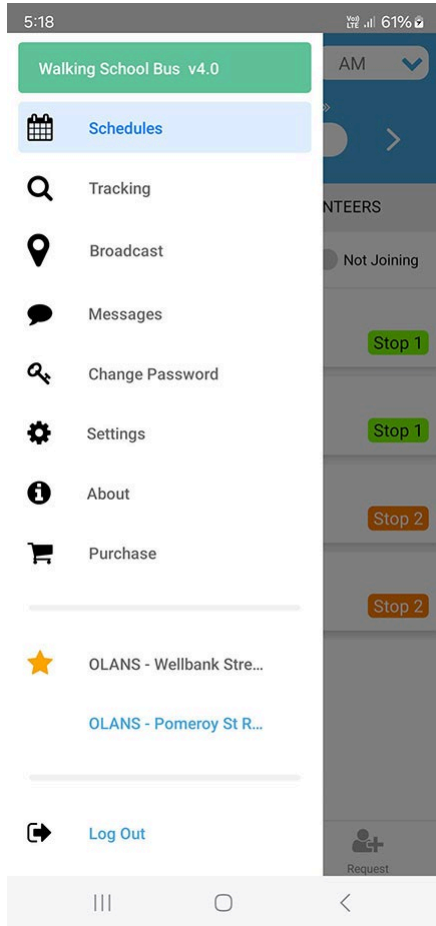 5:18
Vo)) LTE 61%
Walking School Bus v4.0
AM
Schedules
»
Tracking
NTEERS
Broadcast
Not Joining
Messages
Stop 1
Change Password
Settings
Stop 1
About
Stop 2
Purchase
Stop 2
OLANS - Wellbank Stre...
OLANS - Pomeroy St R...
Log Out
Request